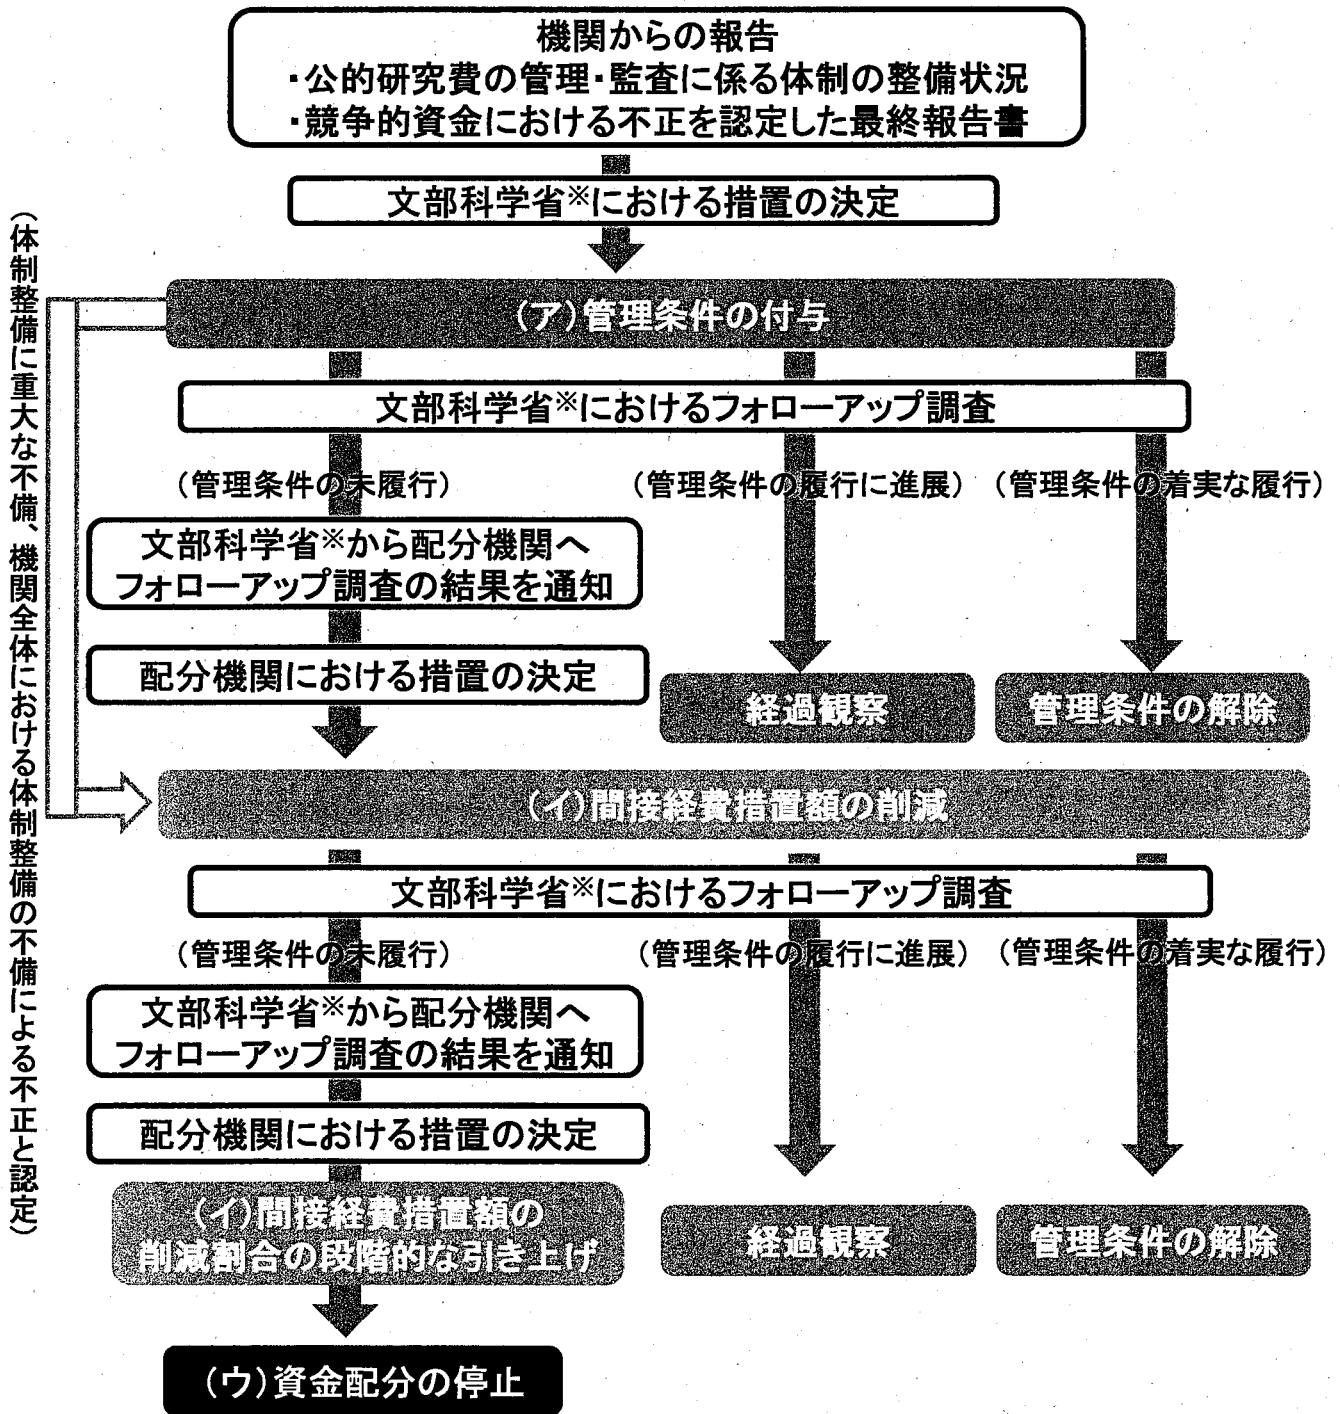 機関からの報告
・公的研究費の管理・監査に係る体制の整備状況
・競争的資金における不正を認定した最終報告書
文部科学省※における措置の決定
(ア)管理条件の付与
文部科学省※におけるフォローアップ調査
(管理条件の未履行)
(管理条件の履行に進展)
(管理条件の着実な履行)
文部科学省※から配分機関へ
フォローアップ調査の結果を通知
配分機関における措置の決定
経過観察
管理条件の解除
(体制整備に重大な不備、機関全体における体制整備の不備による不正と認定)
(イ)間接経費措置額の削減
文部科学省※におけるフォローアップ調査
(管理条件の未履行)
(管理条件の履行に進展)
(管理条件の着実な履行)
文部科学省※から配分機関へ
フォローアップ調査の結果を通知
配分機関における措置の決定
(イ)間接経費措置額の
削減割合の段階的な引き上げ
経過観察
管理条件の解除
(ウ)資金配分の停止